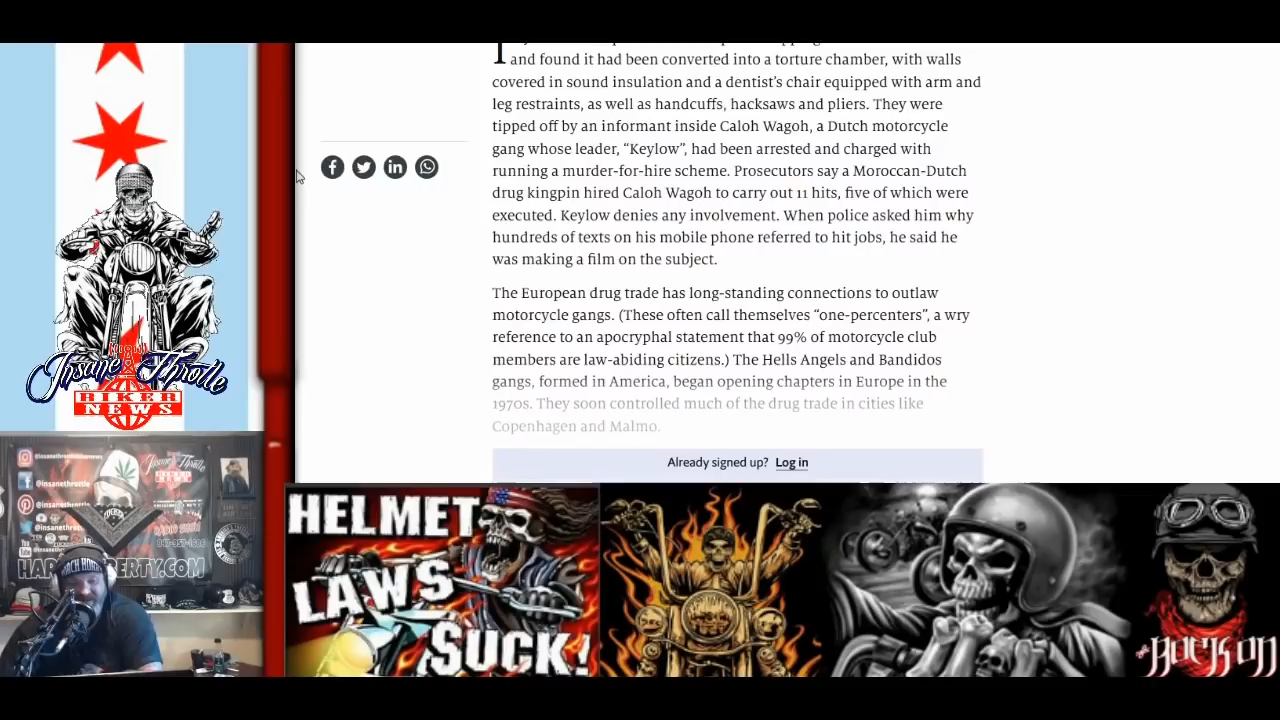 and found it had been converted into a torture chamber, with walls
covered in sound insulation and a dentist's chair equipped with arm and
leg restraints, as well as handcuffs, hacksaws and pliers. They were
tipped off by an informant inside Caloh Wagoh, a Dutch motorcycle
gang whose leader, “Keylow”, had been arrested and charged with
running a murder-for-hire scheme. Prosecutors say a Moroccan-Dutch
drug kingpin hired Caloh Wagoh to carry out 11 hits, five of which were
executed. Keylow denies any involvement. When police asked him why
hundreds of texts on his mobile phone referred to hit jobs, he said he
was making a film on the subject.
The European drug trade has long-standing connections to outlaw
motorcycle gangs. (These often call themselves “one-percenters”, a wry
reference to an apocryphal statement that 99% of motorcycle club
members are law-abiding citizens.) The Hells Angels and Bandidos
gangs, formed in America, began opening chapters in Europe in the
1970s. They soon controlled much of the drug trade in cities like
Copenhagen and Malmo.
Already signed up? Log in
Insane Throttle
BIKER
NEWS
@insanethrottle
HELMET
LAWS
SUCK!
ROCK ON